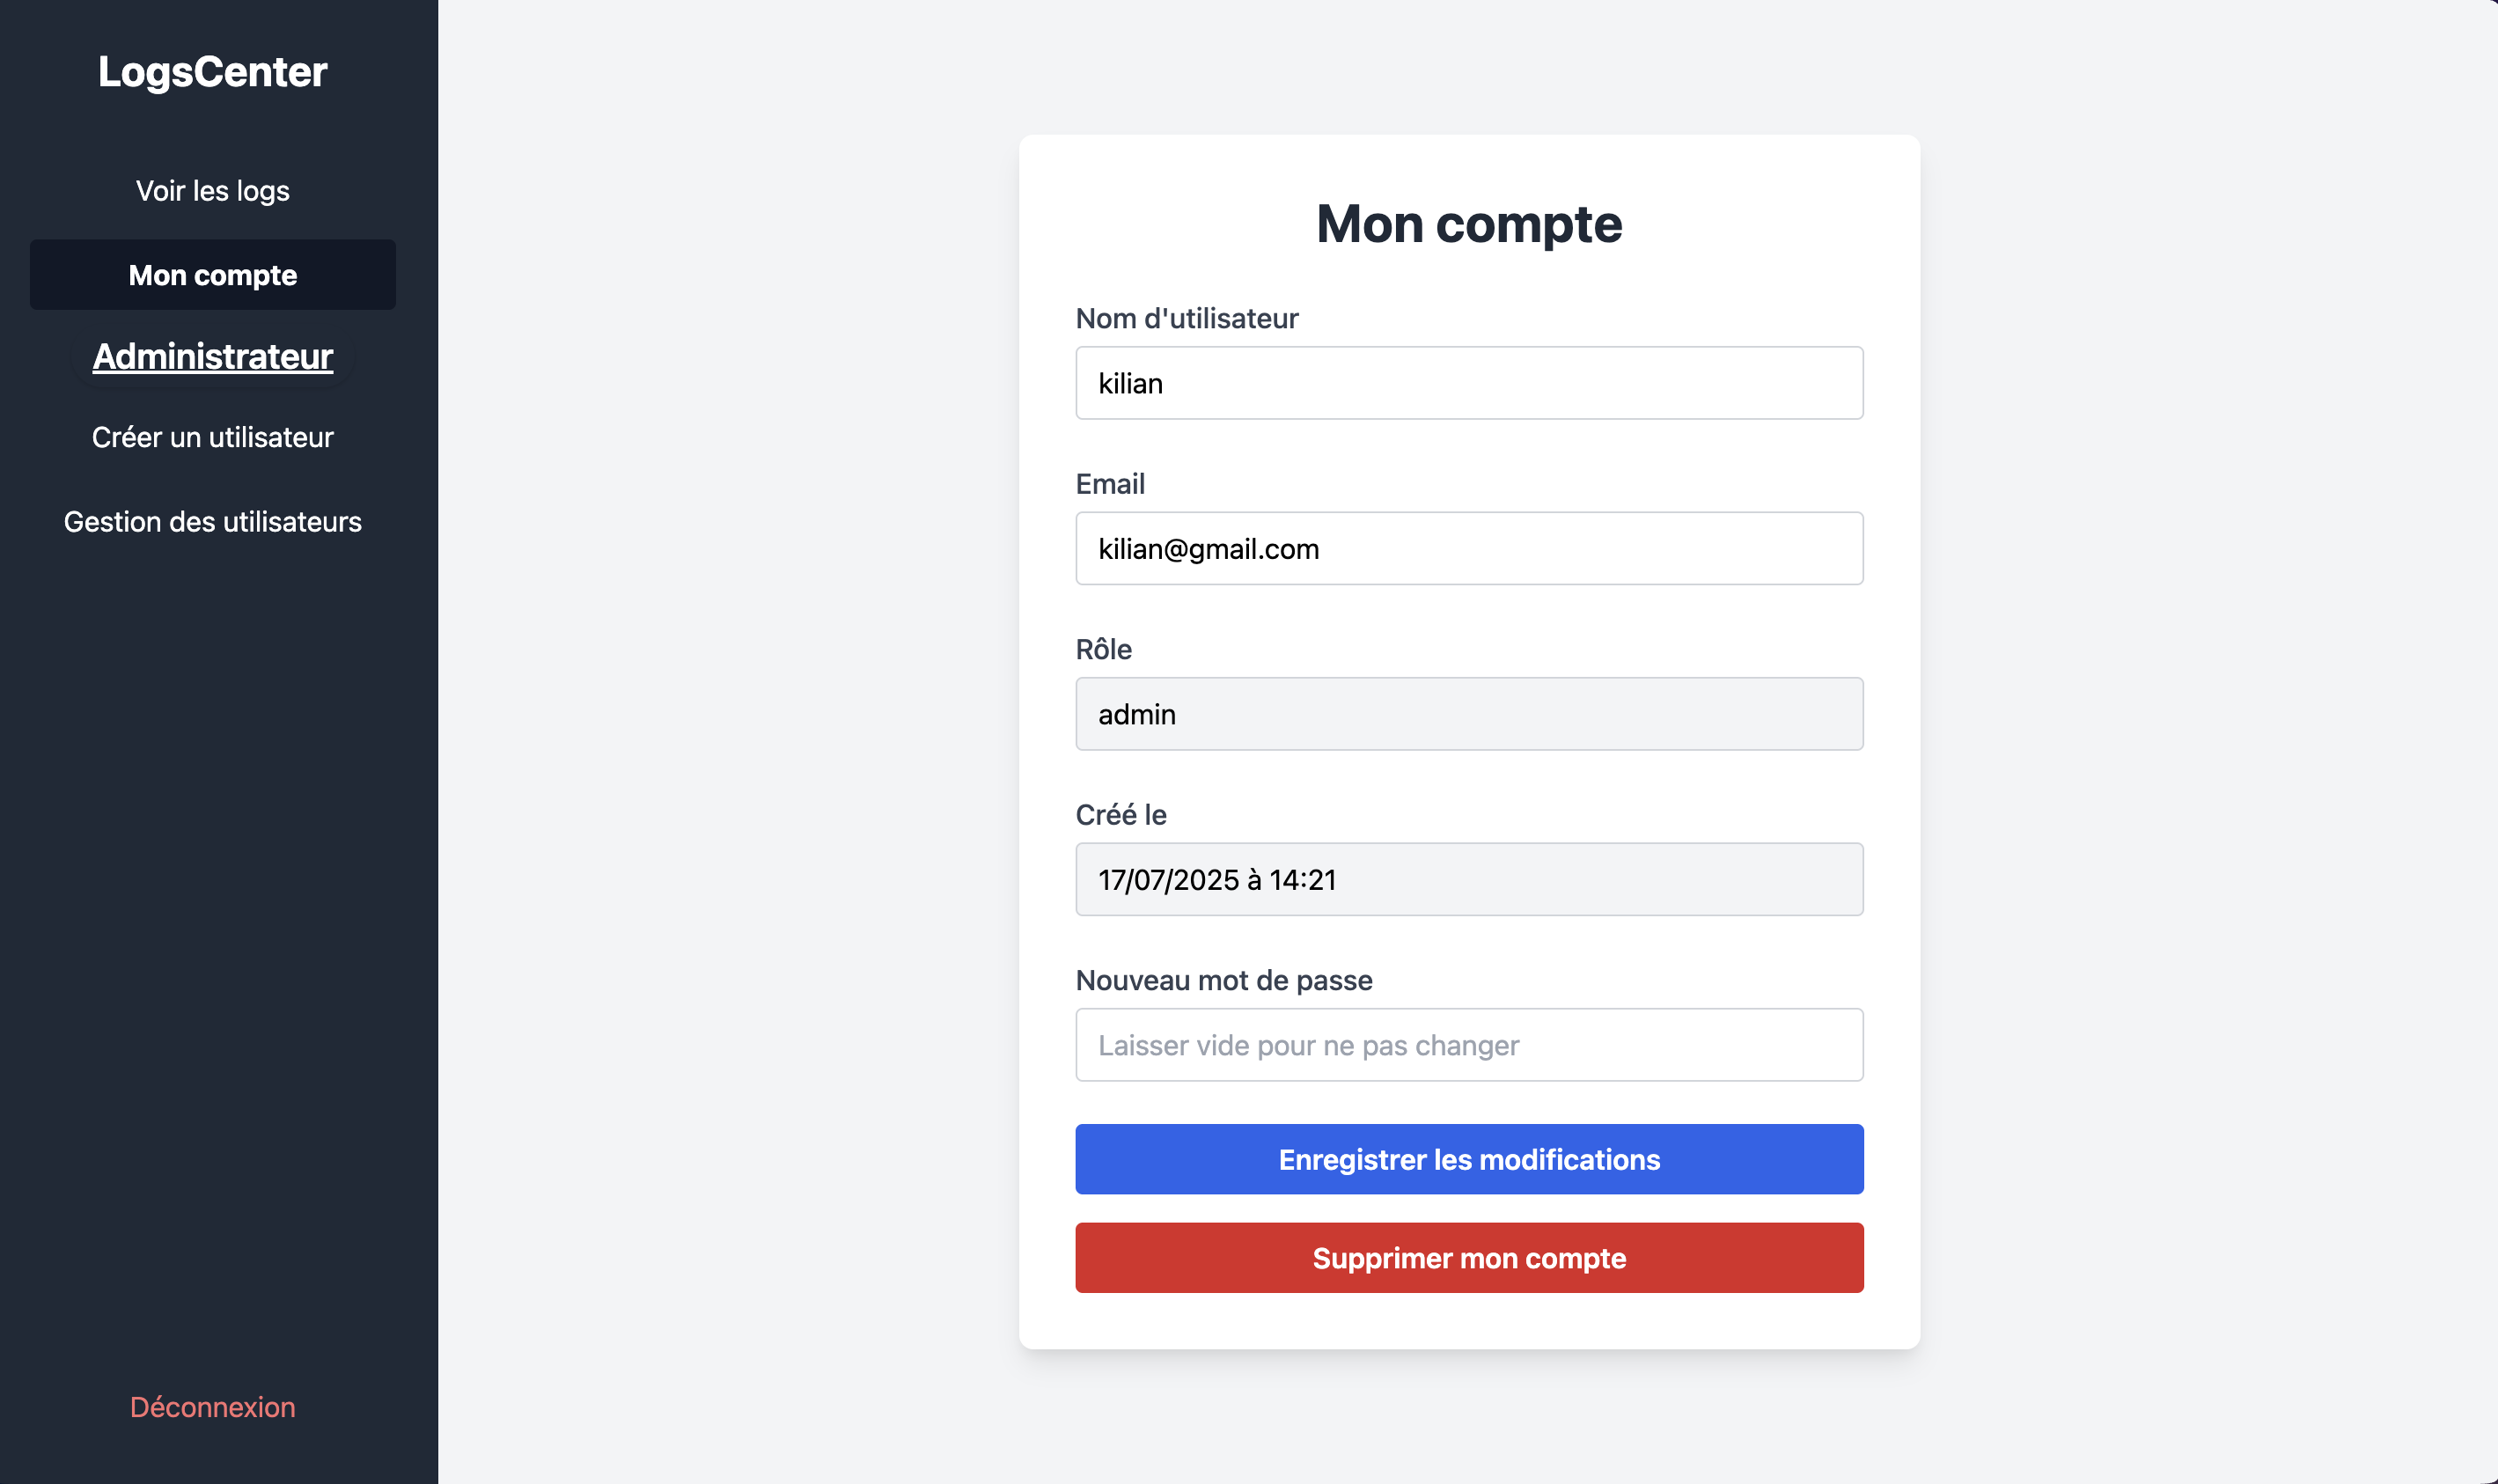 LogsCenter
Voir les logs
Mon compte
Administrateur
Créer un utilisateur
Gestion des utilisateurs
Déconnexion
Mon compte
Nom d'utilisateur
kilian
Email
kilian@gmail.com
Rôle
admin
Créé le
17/07/2025 à 14:21
Nouveau mot de passe
Laisser vide pour ne pas changer
Enregistrer les modifications
Supprimer mon compte